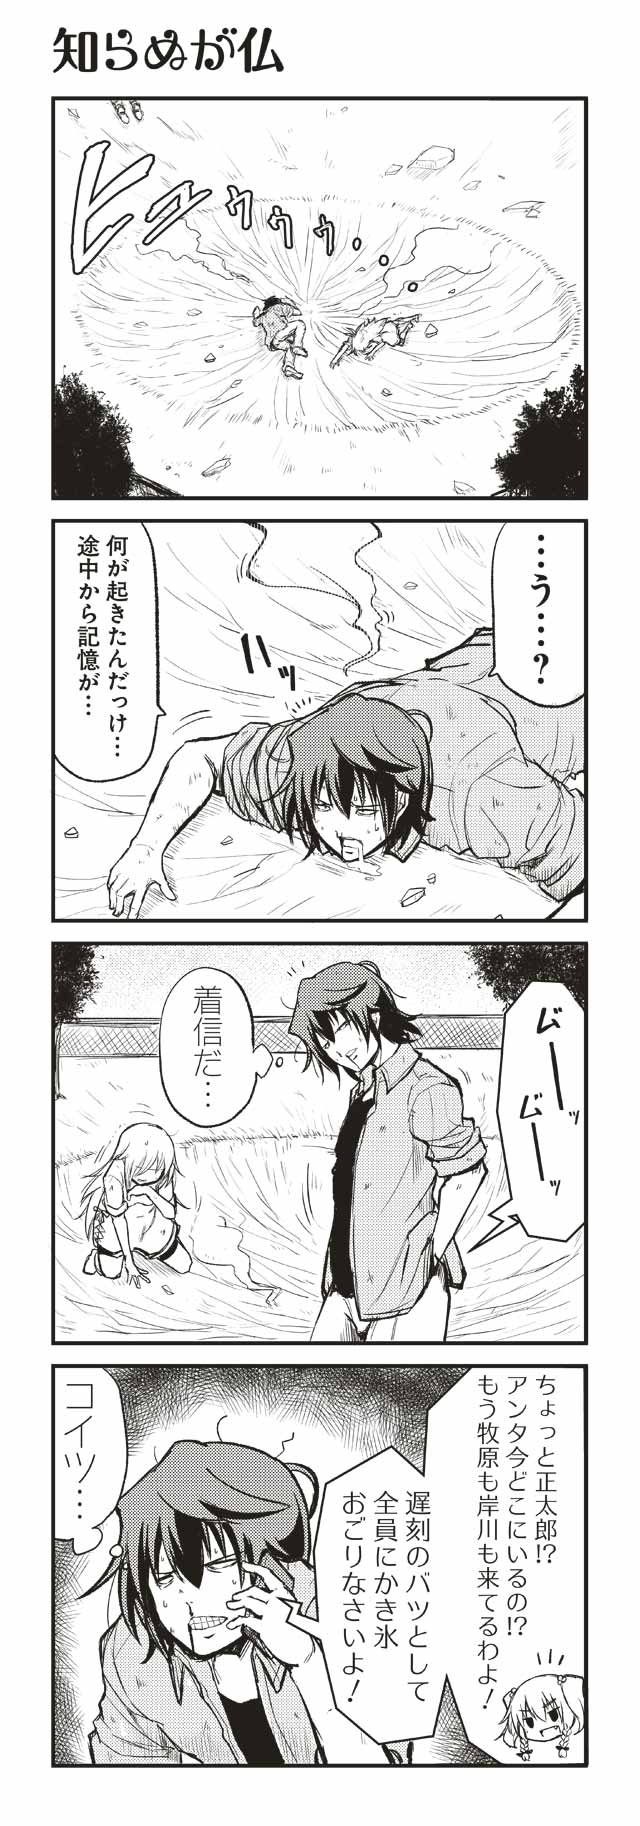 知らぬが仏
ヒュゥゥゥ...
...う...?
ハッ
何が起きたんだっけ...
途中から記憶が...
ムーーッ
ムーーッ
着信だ...
ちょっと正太郎!?
アンタ今どこにいるの!?
もう牧原も岸川も来てるわよ!
遅刻のバツとして
全員にかき氷
おごりなさいよ!
コイツ...